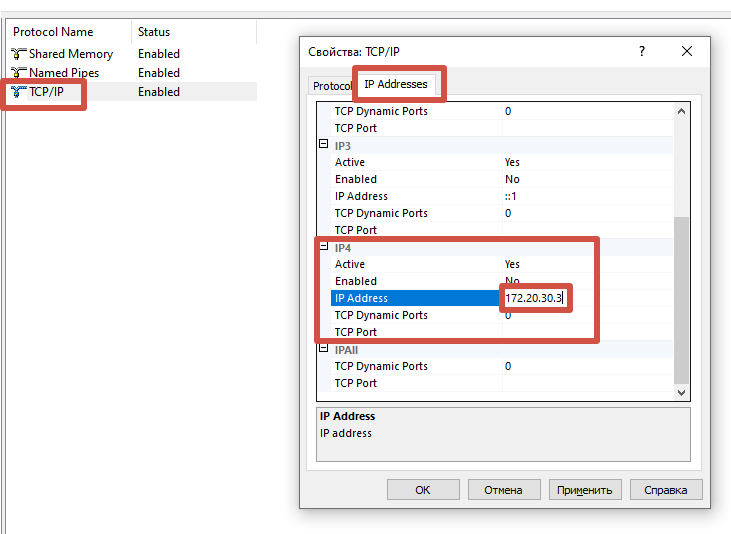 Protocol Name Status
Shared Memory Enabled
Named Pipes Enabled
TCP/IP Enabled
Свойства: TCP/IP ?
Protocol IP Addresses
TCP Dynamic Ports 0
TCP Port
IP3
Active Yes
Enabled No
IP Address ::1
TCP Dynamic Ports 0
TCP Port
IP4
Active Yes
Enabled No
IP Address 172.20.30.3
TCP Dynamic Ports 0
TCP Port
IPAll
TCP Dynamic Ports 0
TCP Port
IP Address
IP address
ОК Отмена Применить Справка